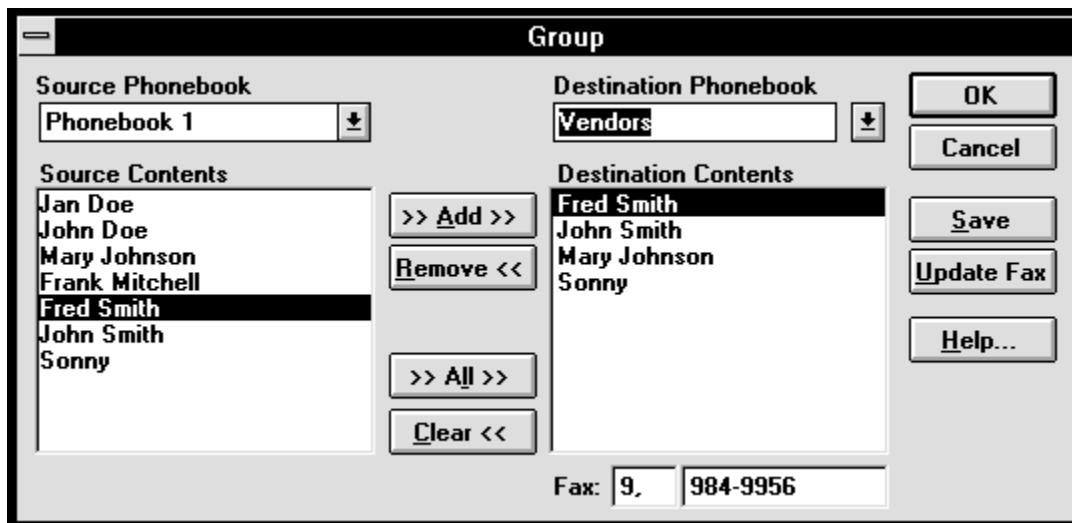 Group
Source Phonebook
Phonebook 1
Source Contents
Jan Doe
John Doe
Mary Johnson
Frank Mitchell
Fred Smith
John Smith
Sonny
>> Add >>
Remove <<
>> All >>
Clear <<
Destination Phonebook
Vendors
Destination Contents
Fred Smith
John Smith
Mary Johnson
Sonny
Fax: 9, 984-9956
OK
Cancel
Save
Update Fax
Help...